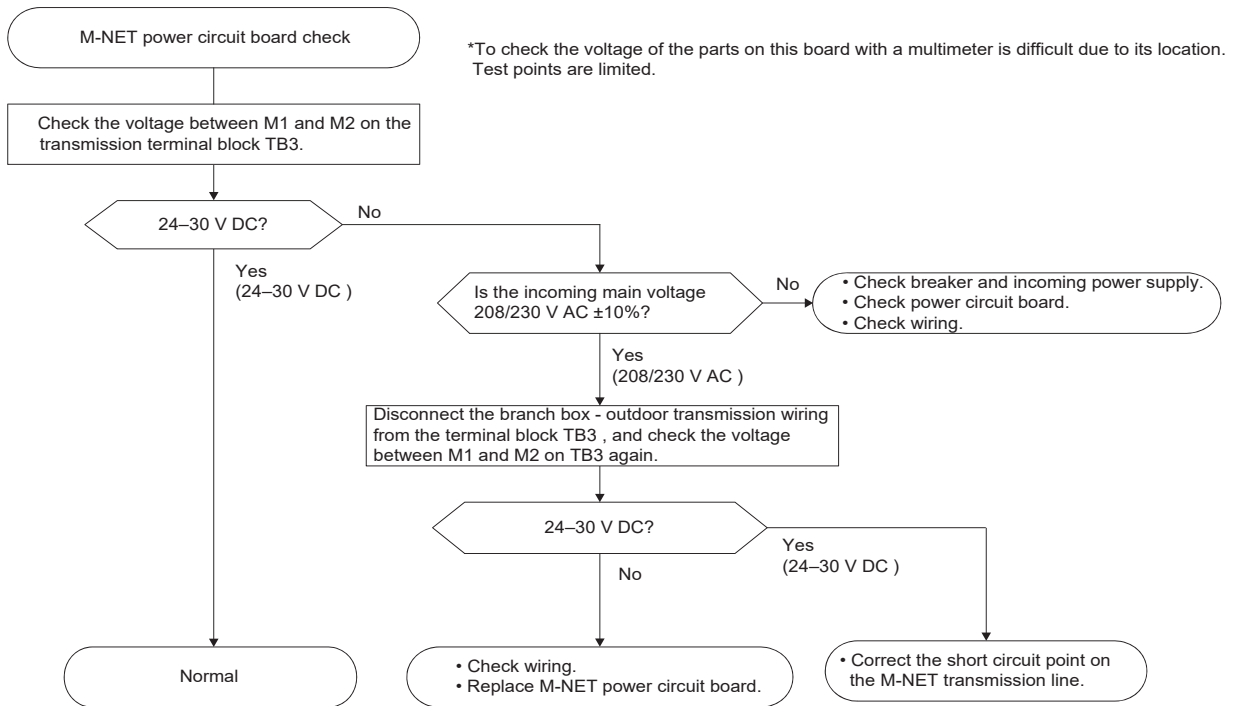 M-NET power circuit board check
*To check the voltage of the parts on this board with a multimeter is difficult due to its location.
Test points are limited.
Check the voltage between M1 and M2 on the
transmission terminal block TB3.
24–30 V DC?
No
Yes
(24–30 V DC )
Is the incoming main voltage
208/230 V AC ±10%?
No
• Check breaker and incoming power supply.
• Check power circuit board.
• Check wiring.
Yes
(208/230 V AC )
Disconnect the branch box - outdoor transmission wiring
from the terminal block TB3 , and check the voltage
between M1 and M2 on TB3 again.
24–30 V DC?
Yes
(24–30 V DC )
No
Normal
• Check wiring.
• Replace M-NET power circuit board.
• Correct the short circuit point on
the M-NET transmission line.